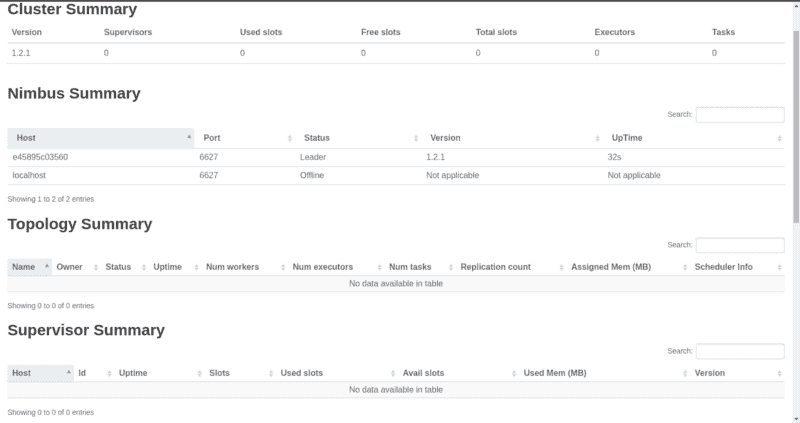 Cluster Summary
Version Supervisors Used slots Free slots Total slots Executors Tasks
1.2.1 0 0 0 0 0 0
Nimbus Summary
Search:
Host Port Status Version UpTime
e45895c03560 6627 Leader 1.2.1 32s
localhost 6627 Offline Not applicable Not applicable
Showing 1 to 2 of 2 entries
Topology Summary
Search:
Name Owner Status Uptime Num workers Num executors Num tasks Replication count Assigned Mem (MB) Scheduler Info
No data available in table
Showing 0 to 0 of 0 entries
Supervisor Summary
Search:
Host Id Uptime Slots Used slots Avail slots Used Mem (MB) Version
No data available in table
Showing 0 to 0 of 0 entries